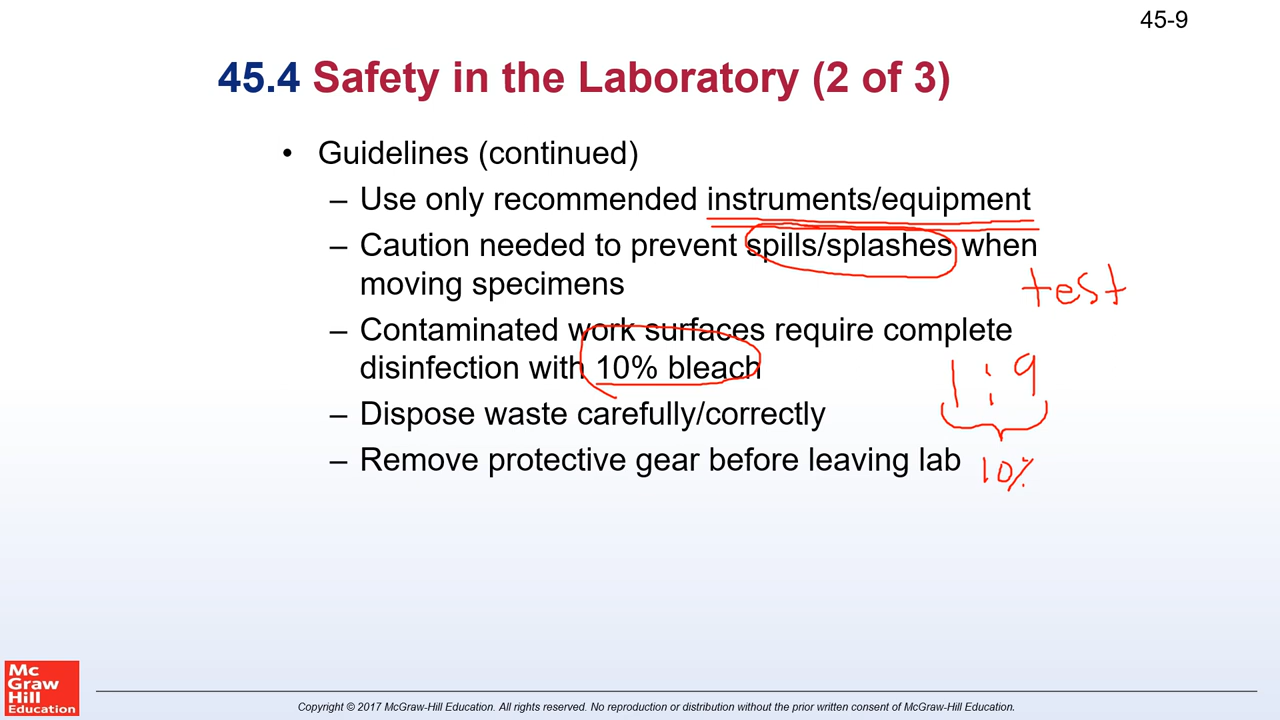 45-9
45.4 Safety in the Laboratory (2 of 3)
• Guidelines (continued)
– Use only recommended instruments/equipment
– Caution needed to prevent spills/splashes when
moving specimens
test
– Contaminated work surfaces require complete
disinfection with 10% bleach
1:9
– Dispose waste carefully/correctly
– Remove protective gear before leaving lab
10%
Mc
Graw
Hill
Education
Copyright © 2017 McGraw-Hill Education. All rights reserved. No reproduction or distribution without the prior written consent of McGraw-Hill Education.